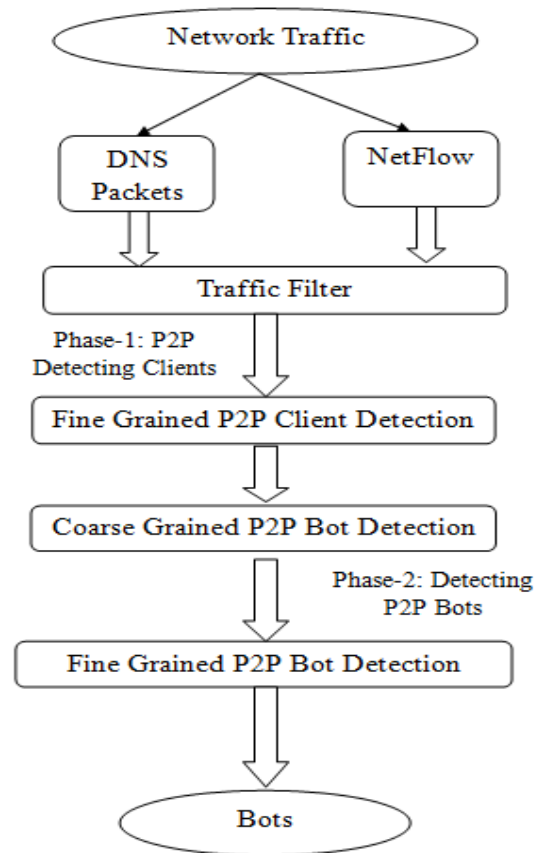 Network Traffic
DNS
Packets
NetFlow
Traffic Filter
Phase-1: P2P
Detecting Clients
Fine Grained P2P Client Detection
Coarse Grained P2P Bot Detection
Phase-2: Detecting
P2P Bots
Fine Grained P2P Bot Detection
Bots